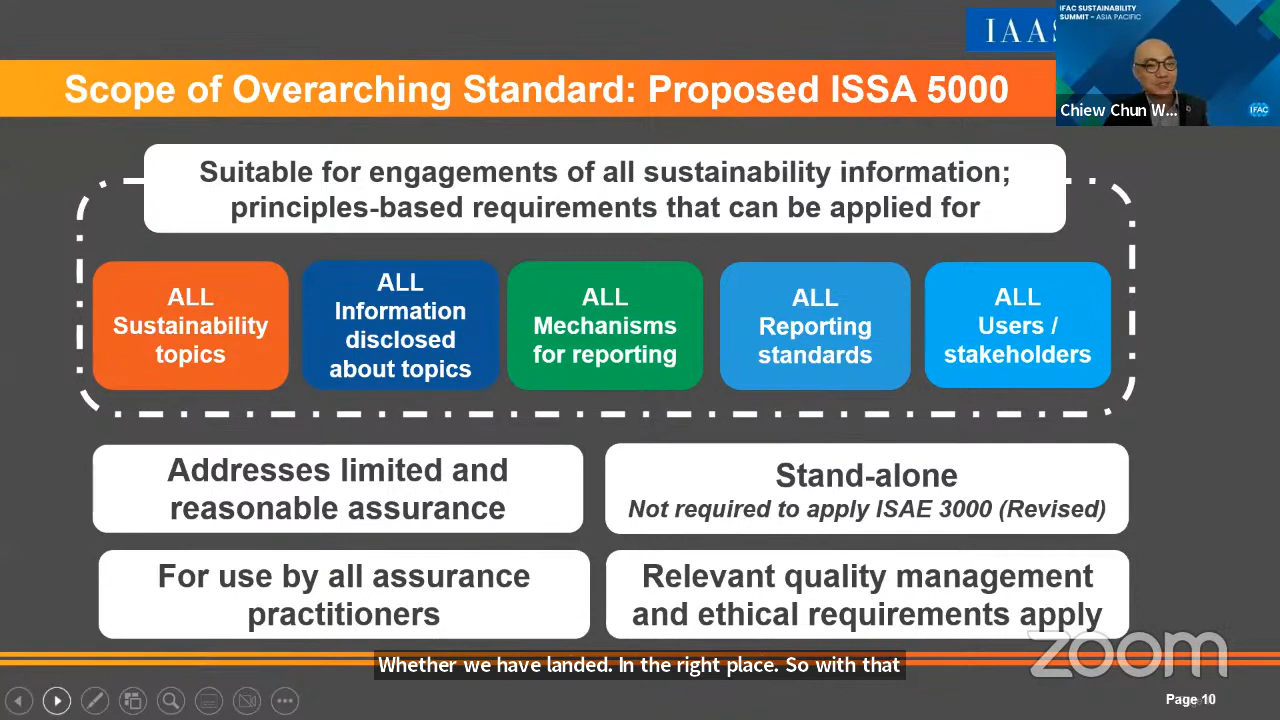 IAAS
IFAC SUSTAINABILITY
SUMMIT - ASIA PACIFIC
Chiew Chun W...
IFAC
Scope of Overarching Standard: Proposed ISSA 5000
Suitable for engagements of all sustainability information;
principles-based requirements that can be applied for
ALL
Sustainability
topics
ALL
Information
disclosed
about topics
ALL
Mechanisms
for reporting
ALL
Reporting
standards
ALL
Users /
stakeholders
Addresses limited and
reasonable assurance
Stand-alone
Not required to apply ISAE 3000 (Revised)
For use by all assurance
practitioners
Relevant quality management
and ethical requirements apply
zoom
Whether we have landed. In the right place. So with that
Page 10